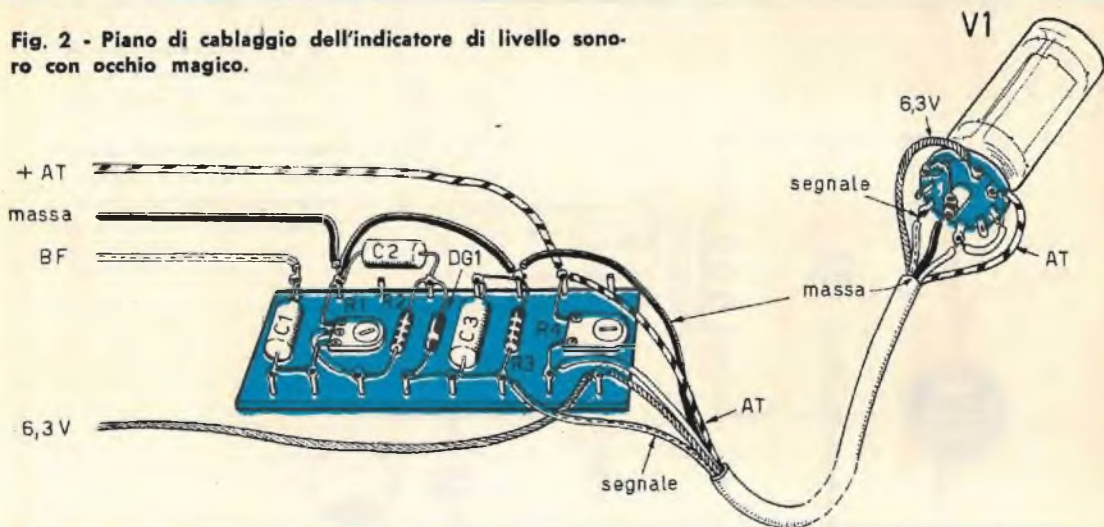 Fig. 2 - Piano di cablaggio dell'indicatore di livello sono-
ro con occhio magico.
V1
6,3V
segnale
+ AT
massa
BF
C2
DG1
AT
massa
C1
R1
R2
C3
R4
R3
6,3V
AT
segnale